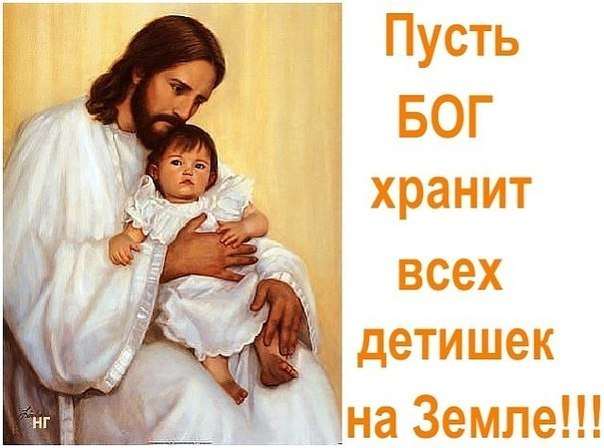 Пусть
БОГ
хранит
всех
детишек
на Земле!!!
НГ